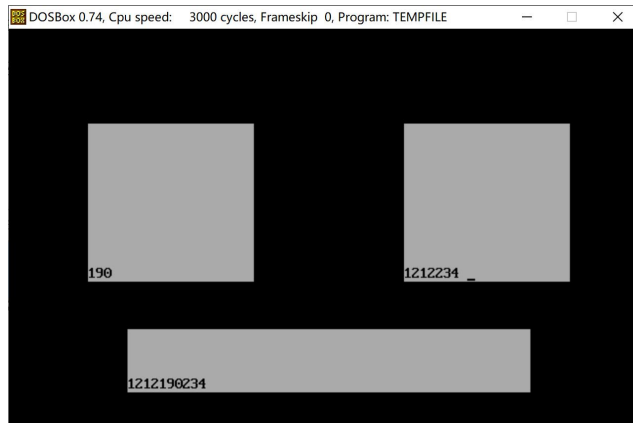 DOSBox 0.74, Cpu speed: 3000 cycles, Frameskip 0, Program: TEMPFILE
190
1212234 _
1212190234